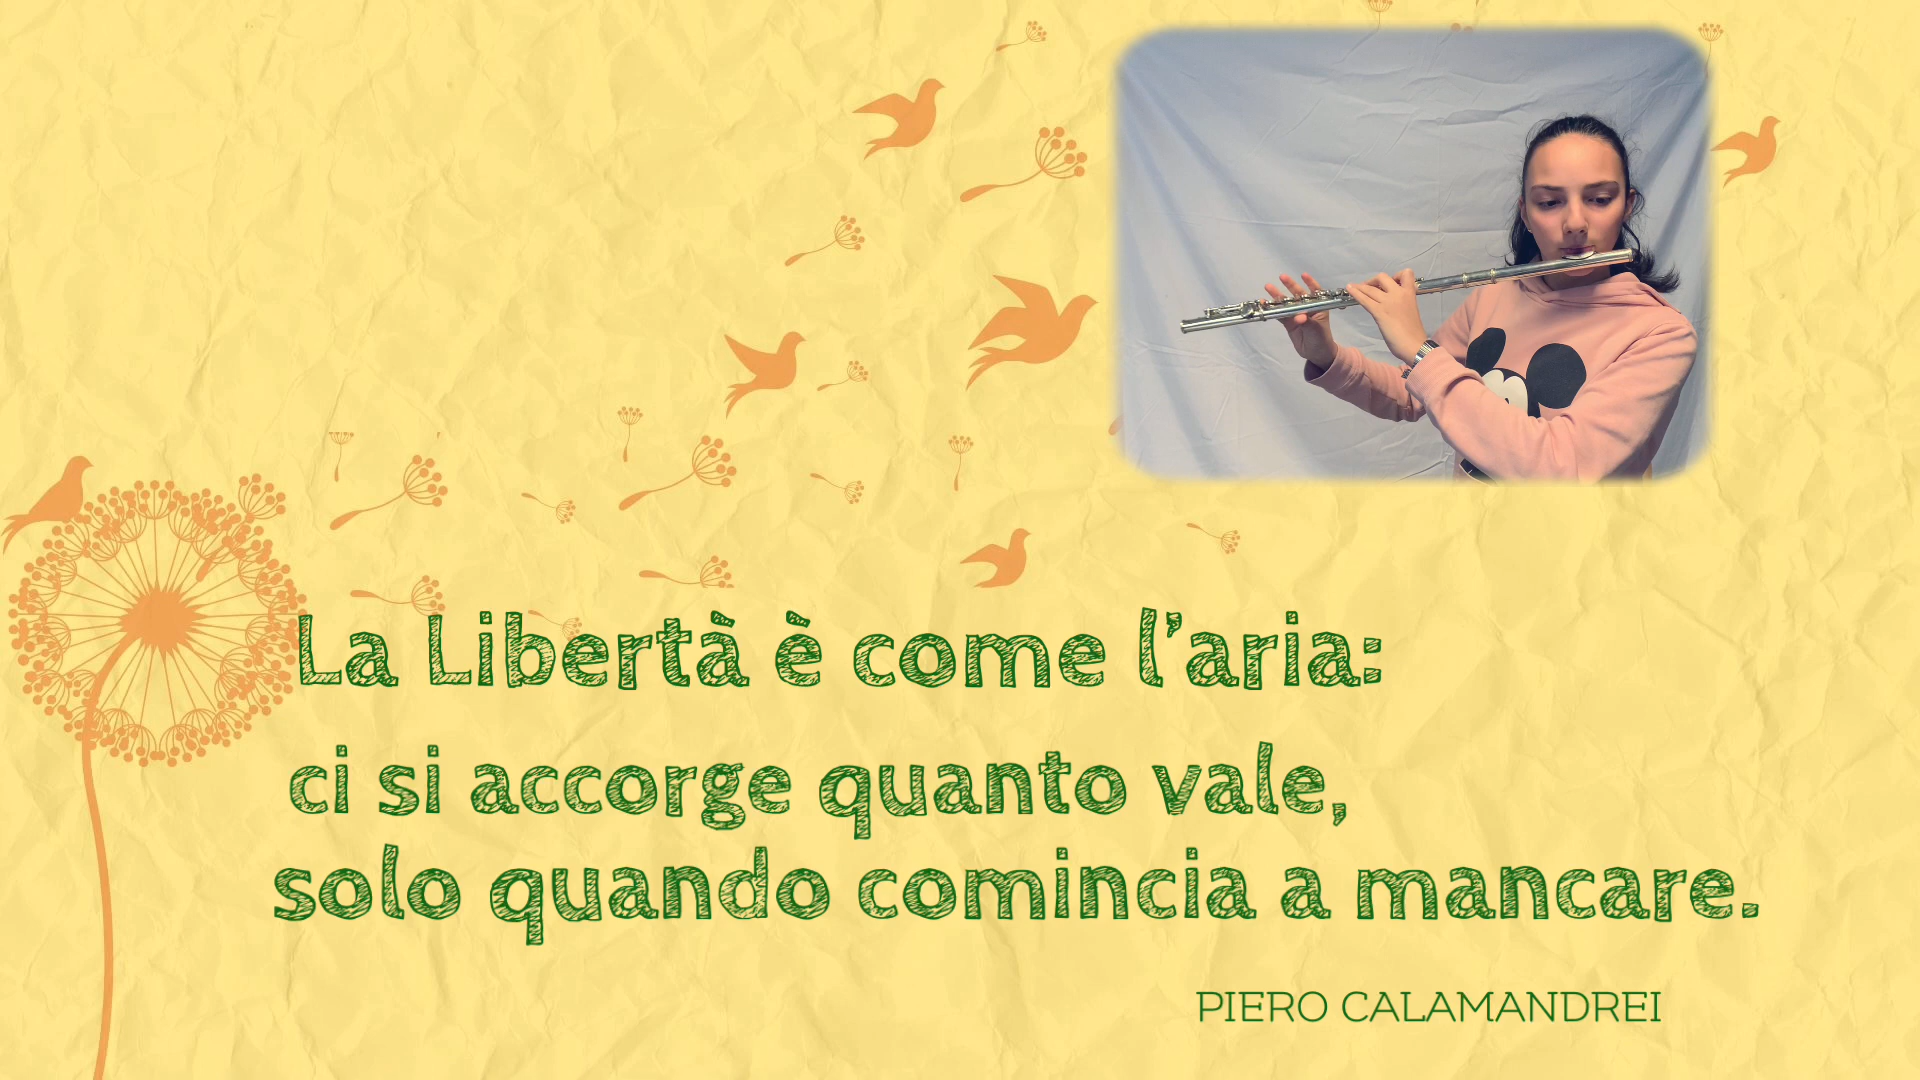 La Libertà è come l’aria:
ci si accorge quanto vale,
solo quando comincia a mancare.
PIERO CALAMANDREI